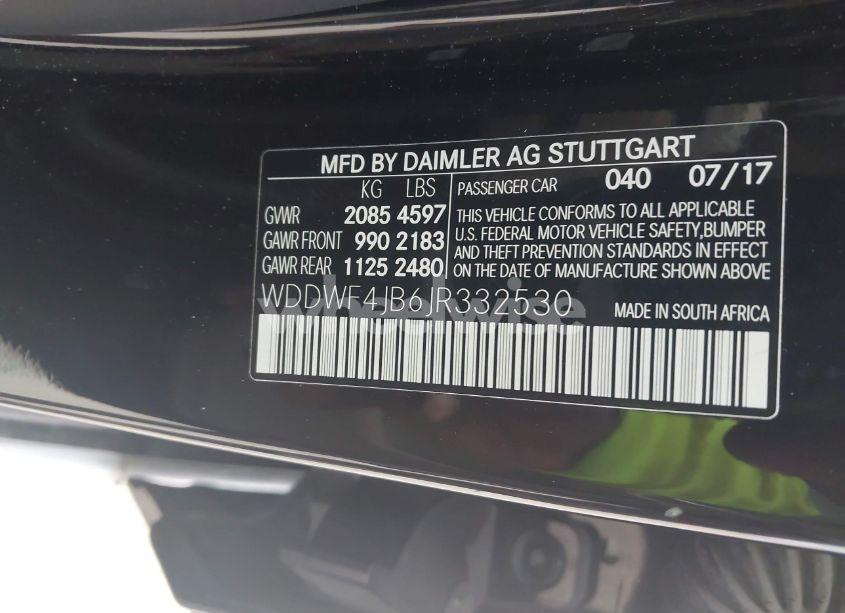 MFD BY DAIMLER AG STUTTGART
KG LBS
GVWR 2085 4597
GAWR FRONT 990 2183
GAWR REAR 1125 2480
PASSENGER CAR 040 07/17
THIS VEHICLE CONFORMS TO ALL APPLICABLE
U.S. FEDERAL MOTOR VEHICLE SAFETY,BUMPER
AND THEFT PREVENTION STANDARDS IN EFFECT
ON THE DATE OF MANUFACTURE SHOWN ABOVE
WDDWF4JB6JR332530
MADE IN SOUTH AFRICA
wheelwise